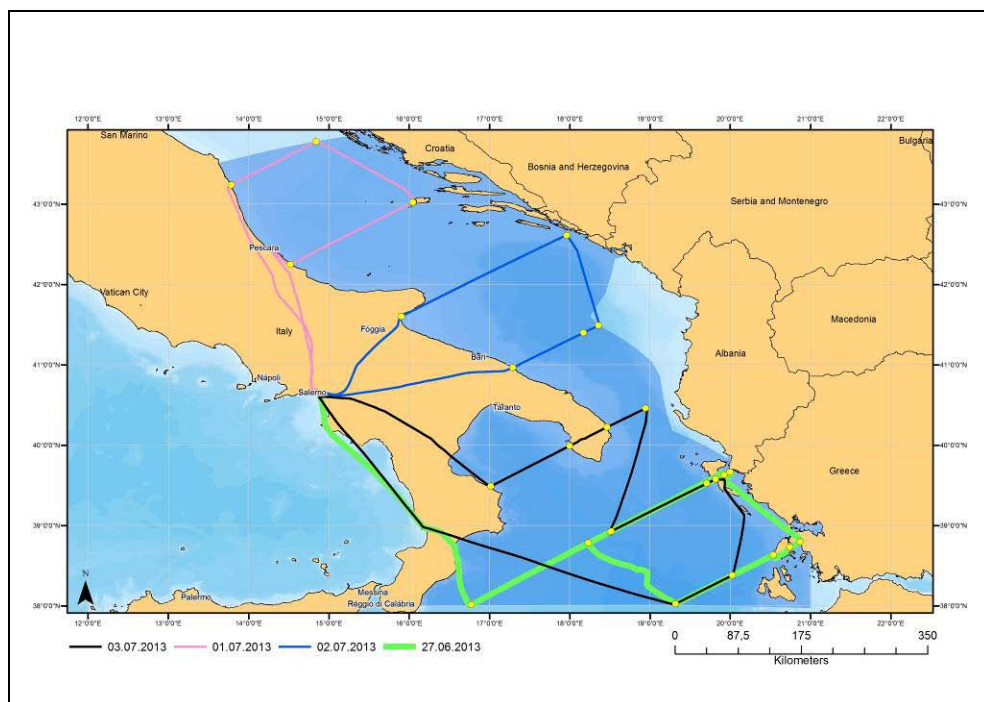 12°0'0"E 13°0'0"E 14°0'0"E 15°0'0"E 16°0'0"E 17°0'0"E 18°0'0"E 19°0'0"E 20°0'0"E 21°0'0"E 22°0'0"E
San Marino
Croatia
Bulgaria
Bosnia and Herzegovina
Serbia and Montenegro
43°0'0"N 43°0'0"N
Pescara
42°0'0"N 42°0'0"N
Vatican City
Italy
Fóggia
Macedonia
Bari
Albania
41°0'0"N 41°0'0"N
Nápoli
Salerno
Taranto
40°0'0"N 40°0'0"N
Greece
39°0'0"N 39°0'0"N
N
Palermo
Messina
Réggio di Calábria
38°0'0"N 38°0'0"N
12°0'0"E 13°0'0"E 14°0'0"E 15°0'0"E 16°0'0"E 17°0'0"E 18°0'0"E 19°0'0"E 20°0'0"E 21°0'0"E 22°0'0"E
03.07.2013 01.07.2013 02.07.2013 27.06.2013
0 87,5 175 350
Kilometers